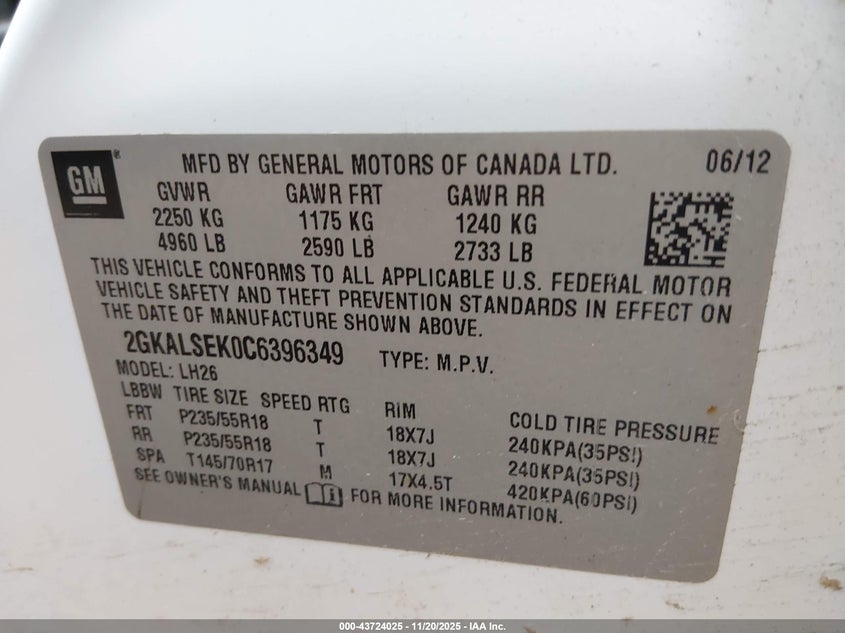 GM ®
MFD BY GENERAL MOTORS OF CANADA LTD. 06/12
GVWR GAWR FRT GAWR RR
2250 KG 1175 KG 1240 KG
4960 LB 2590 LB 2733 LB
THIS VEHICLE CONFORMS TO ALL APPLICABLE U.S. FEDERAL MOTOR
VEHICLE SAFETY AND THEFT PREVENTION STANDARDS IN EFFECT ON
THE DATE OF MANUFACTURE SHOWN ABOVE.
2GKALSEK0C6396349 TYPE: M.P.V.
MODEL: LH26
LBBW TIRE SIZE SPEED RTG RIM COLD TIRE PRESSURE
FRT P235/55R18 T 18X7J 240KPA(35PSI)
RR P235/55R18 T 18X7J 240KPA(35PSI)
SPA T145/70R17 M 17X4.5T 420KPA(60PSI)
SEE OWNER'S MANUAL i FOR MORE INFORMATION.
000-43724025 | 11/20/2025 | IAA Inc.